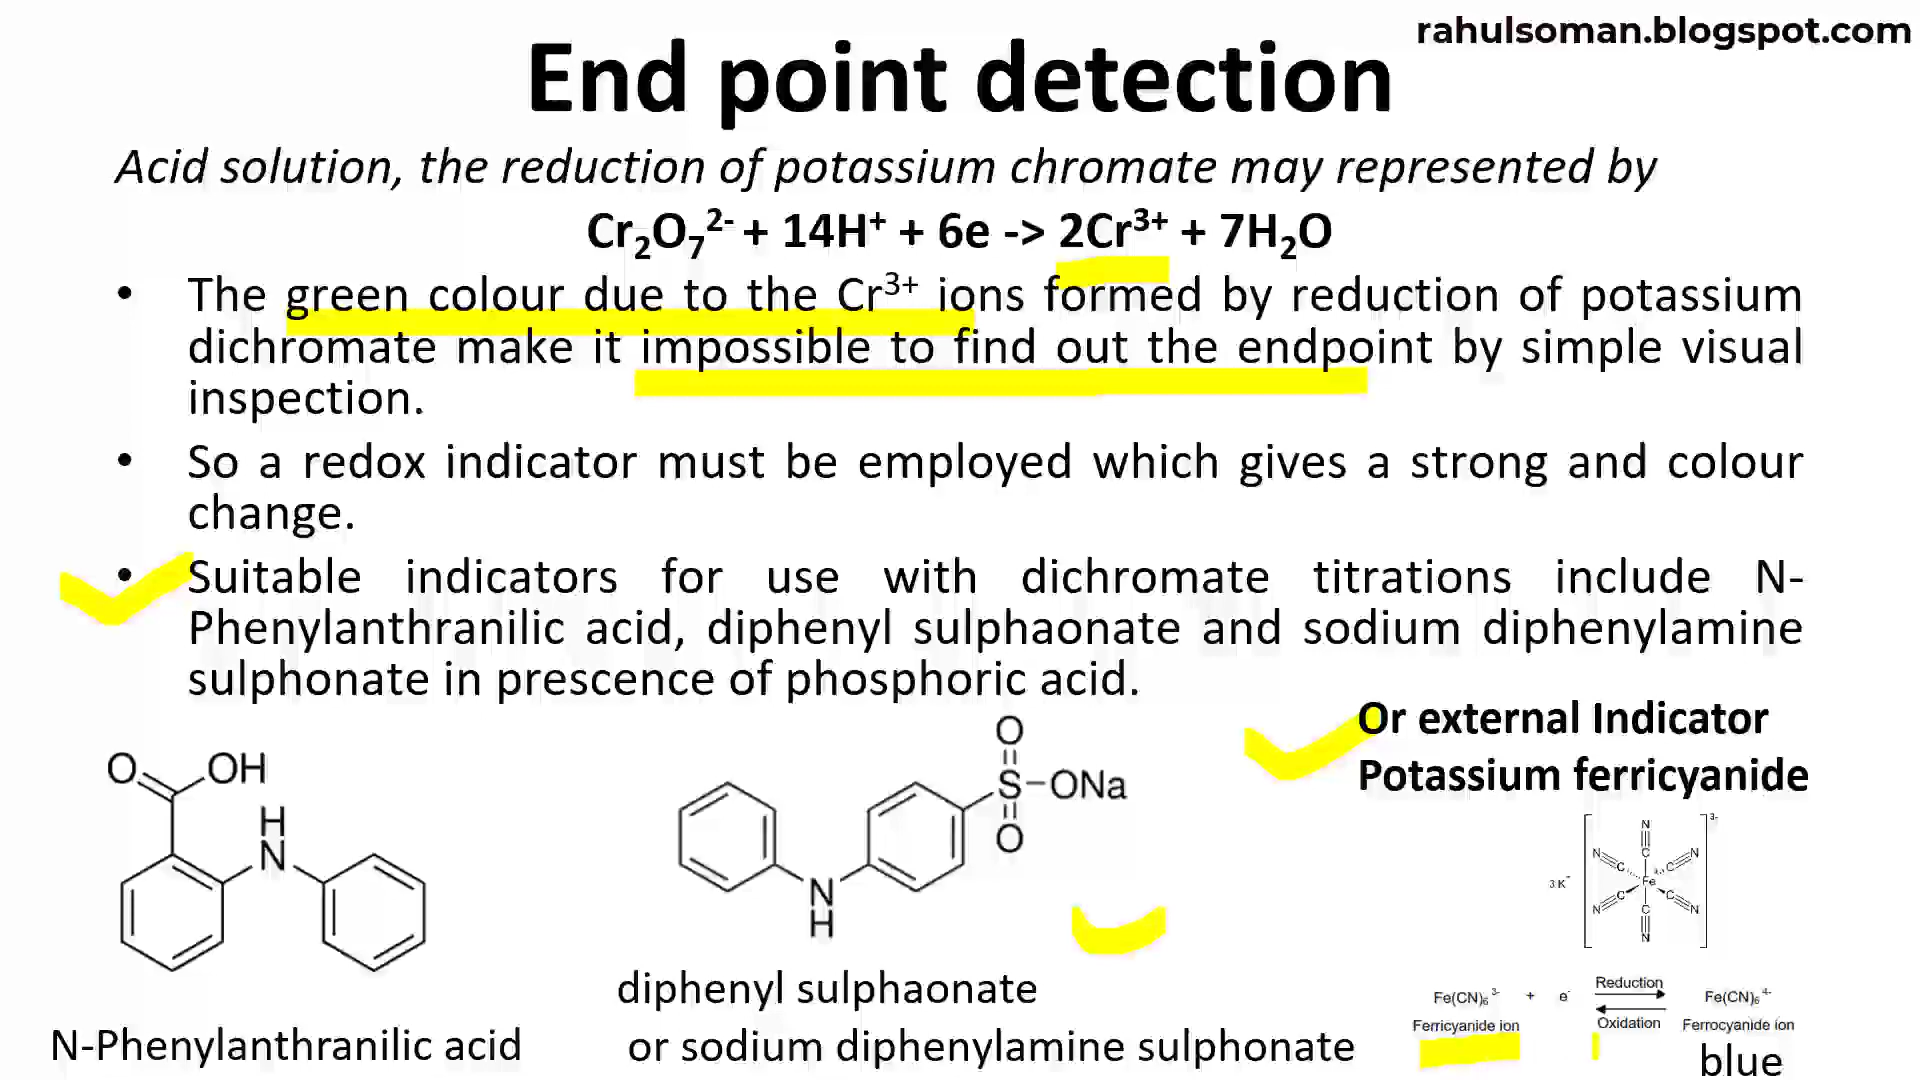 rahulsoman.blogspot.com
End point detection
Acid solution, the reduction of potassium chromate may represented by
Cr₂O₇²⁻ + 14H⁺ + 6e -> 2Cr³⁺ + 7H₂O
• The green colour due to the Cr³⁺ ions formed by reduction of potassium
dichromate make it impossible to find out the endpoint by simple visual
inspection.
• So a redox indicator must be employed which gives a strong and colour
change.
• Suitable indicators for use with dichromate titrations include N-
Phenylanthranilic acid, diphenyl sulphaonate and sodium diphenylamine
sulphonate in prescence of phosphoric acid.
Or external Indicator
Potassium ferricyanide
O OH
H
N
O
S-ONa
O
N
H
3-
N
C
N C C N
3 K⁺ Fe 3+
N C C N
C
N
Fe(CN)₆³⁻ + e⁻ Reduction Fe(CN)₆⁴⁻
Ferricyanide ion Oxidation Ferrocyanide ion
blue
N-Phenylanthranilic acid
diphenyl sulphaonate
or sodium diphenylamine sulphonate